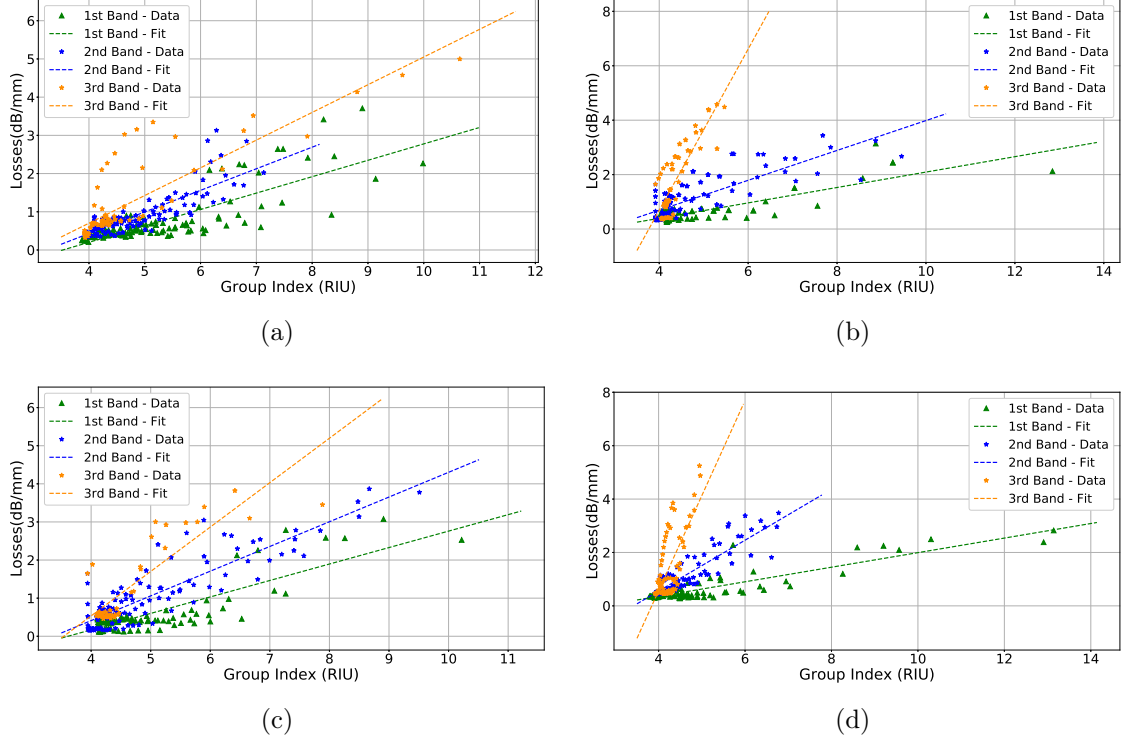 6
5
4
3
2
1
0
Losses(dB/mm)
1st Band - Data
1st Band - Fit
2nd Band - Data
2nd Band - Fit
3rd Band - Data
3rd Band - Fit
4 5 6 7 8 9 10 11 12
Group Index (RIU)
(a)
8
6
4
2
0
Losses(dB/mm)
1st Band - Data
1st Band - Fit
2nd Band - Data
2nd Band - Fit
3rd Band - Data
3rd Band - Fit
4 6 8 10 12 14
Group Index (RIU)
(b)
6
5
4
3
2
1
0
Losses(dB/mm)
1st Band - Data
1st Band - Fit
2nd Band - Data
2nd Band - Fit
3rd Band - Data
3rd Band - Fit
4 5 6 7 8 9 10 11
Group Index (RIU)
(c)
8
6
4
2
0
Losses(dB/mm)
1st Band - Data
1st Band - Fit
2nd Band - Data
2nd Band - Fit
3rd Band - Data
3rd Band - Fit
4 6 8 10 12 14
Group Index (RIU)
(d)